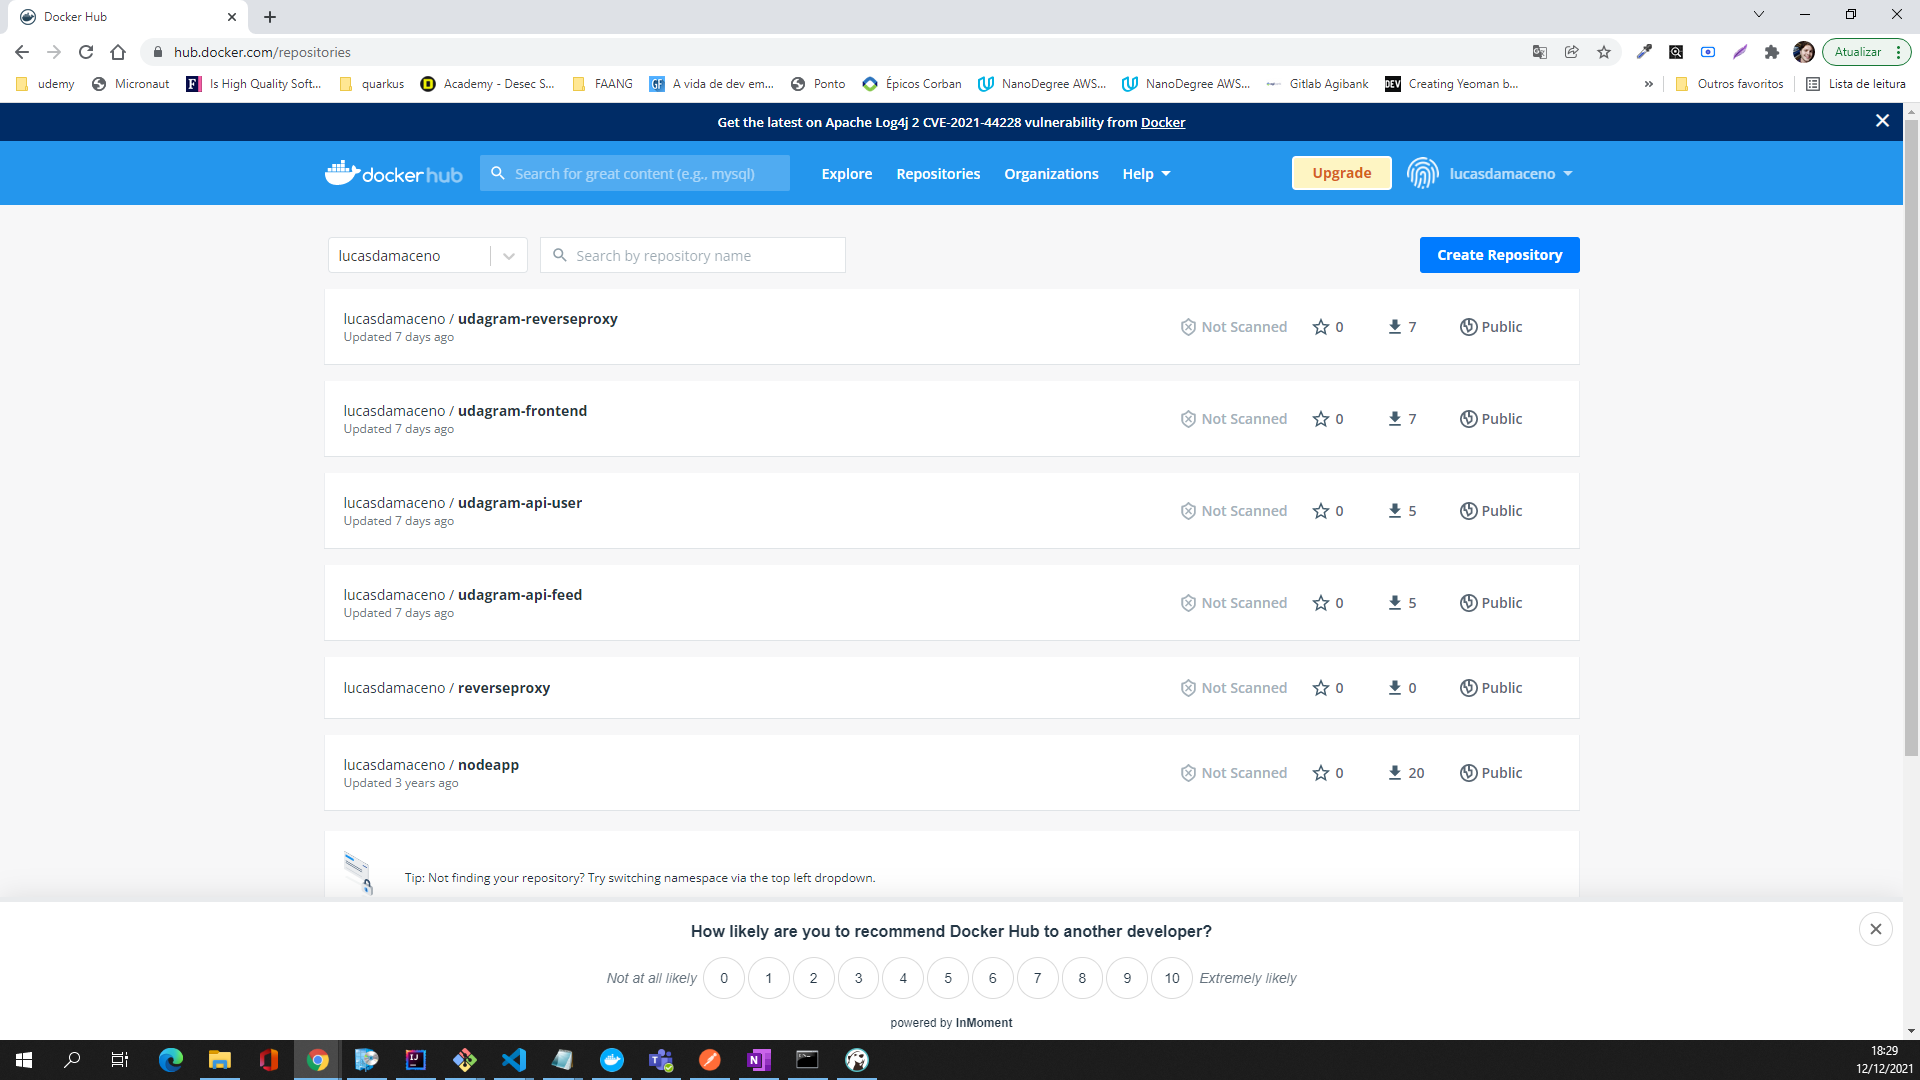 Docker Hub
hub.docker.com/repositories
Atualizar
udemy
Micronaut
Is High Quality Soft...
quarkus
Academy - Desec S...
FAANG
A vida de dev em...
Ponto
Épicos Corban
NanoDegree AWS...
NanoDegree AWS...
Gitlab Agibank
Creating Yeoman b...
»
Outros favoritos
Lista de leitura
Get the latest on Apache Log4j 2 CVE-2021-44228 vulnerability from Docker
docker hub
Search for great content (e.g., mysql)
Explore
Repositories
Organizations
Help
Upgrade
lucasdamaceno
lucasdamaceno
Search by repository name
Create Repository
lucasdamaceno / udagram-reverseproxy
Updated 7 days ago
Not Scanned
0
7
Public
lucasdamaceno / udagram-frontend
Updated 7 days ago
Not Scanned
0
7
Public
lucasdamaceno / udagram-api-user
Updated 7 days ago
Not Scanned
0
5
Public
lucasdamaceno / udagram-api-feed
Updated 7 days ago
Not Scanned
0
5
Public
lucasdamaceno / reverseproxy
Not Scanned
0
0
Public
lucasdamaceno / nodeapp
Updated 3 years ago
Not Scanned
0
20
Public
Tip: Not finding your repository? Try switching namespace via the top left dropdown.
How likely are you to recommend Docker Hub to another developer?
Not at all likely 0 1 2 3 4 5 6 7 8 9 10 Extremely likely
powered by InMoment
18:29
12/12/2021